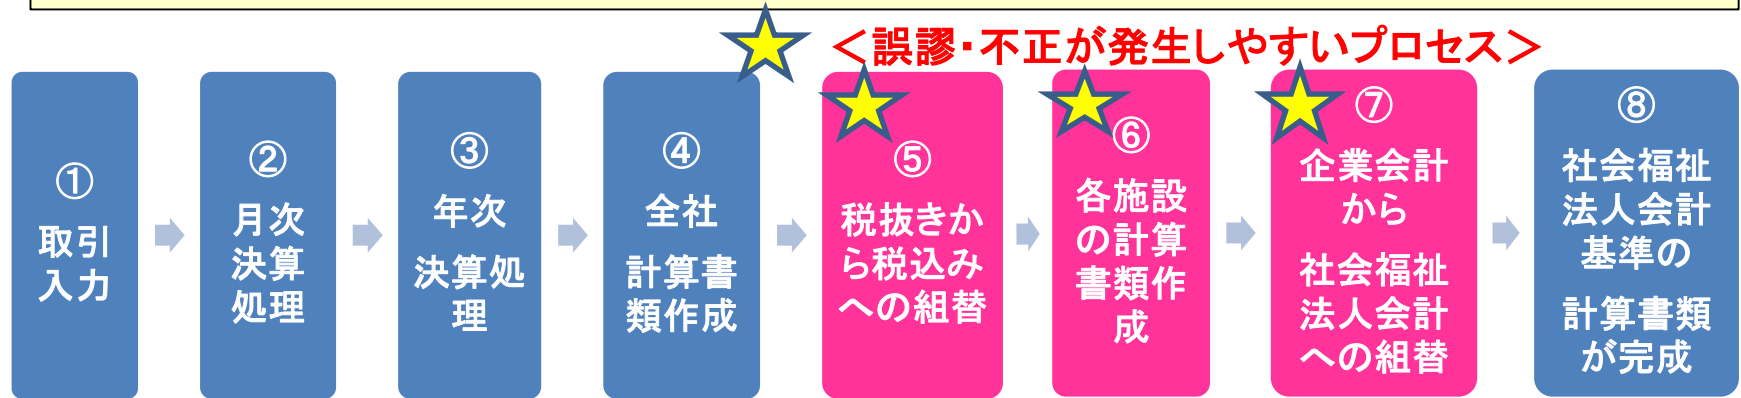 ＜誤謬・不正が発生しやすいプロセス＞
①
取引
入力
②
月次
決算
処理
③
年次
決算処
理
④
全社
計算書
類作成
⑤
税抜きか
ら税込み
への組替
⑥
各施設
の計算
書類作
成
⑦
企業会計
から
社会福祉
法人会計
への組替
⑧
社会福祉
法人会計
基準の
計算書類
が完成